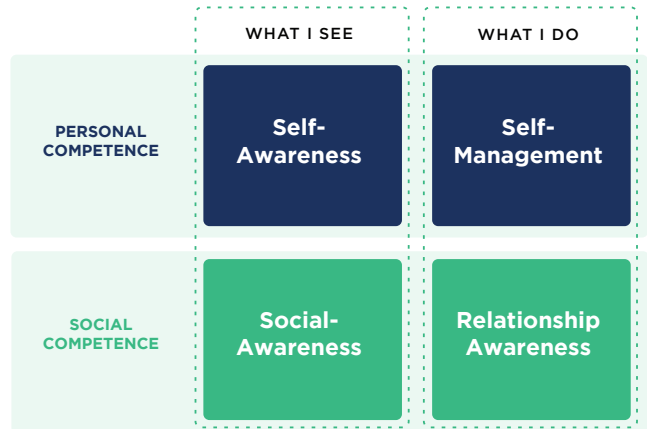 WHAT I SEE
WHAT I DO
PERSONAL
COMPETENCE
Self-
Awareness
Self-
Management
SOCIAL
COMPETENCE
Social-
Awareness
Relationship
Awareness